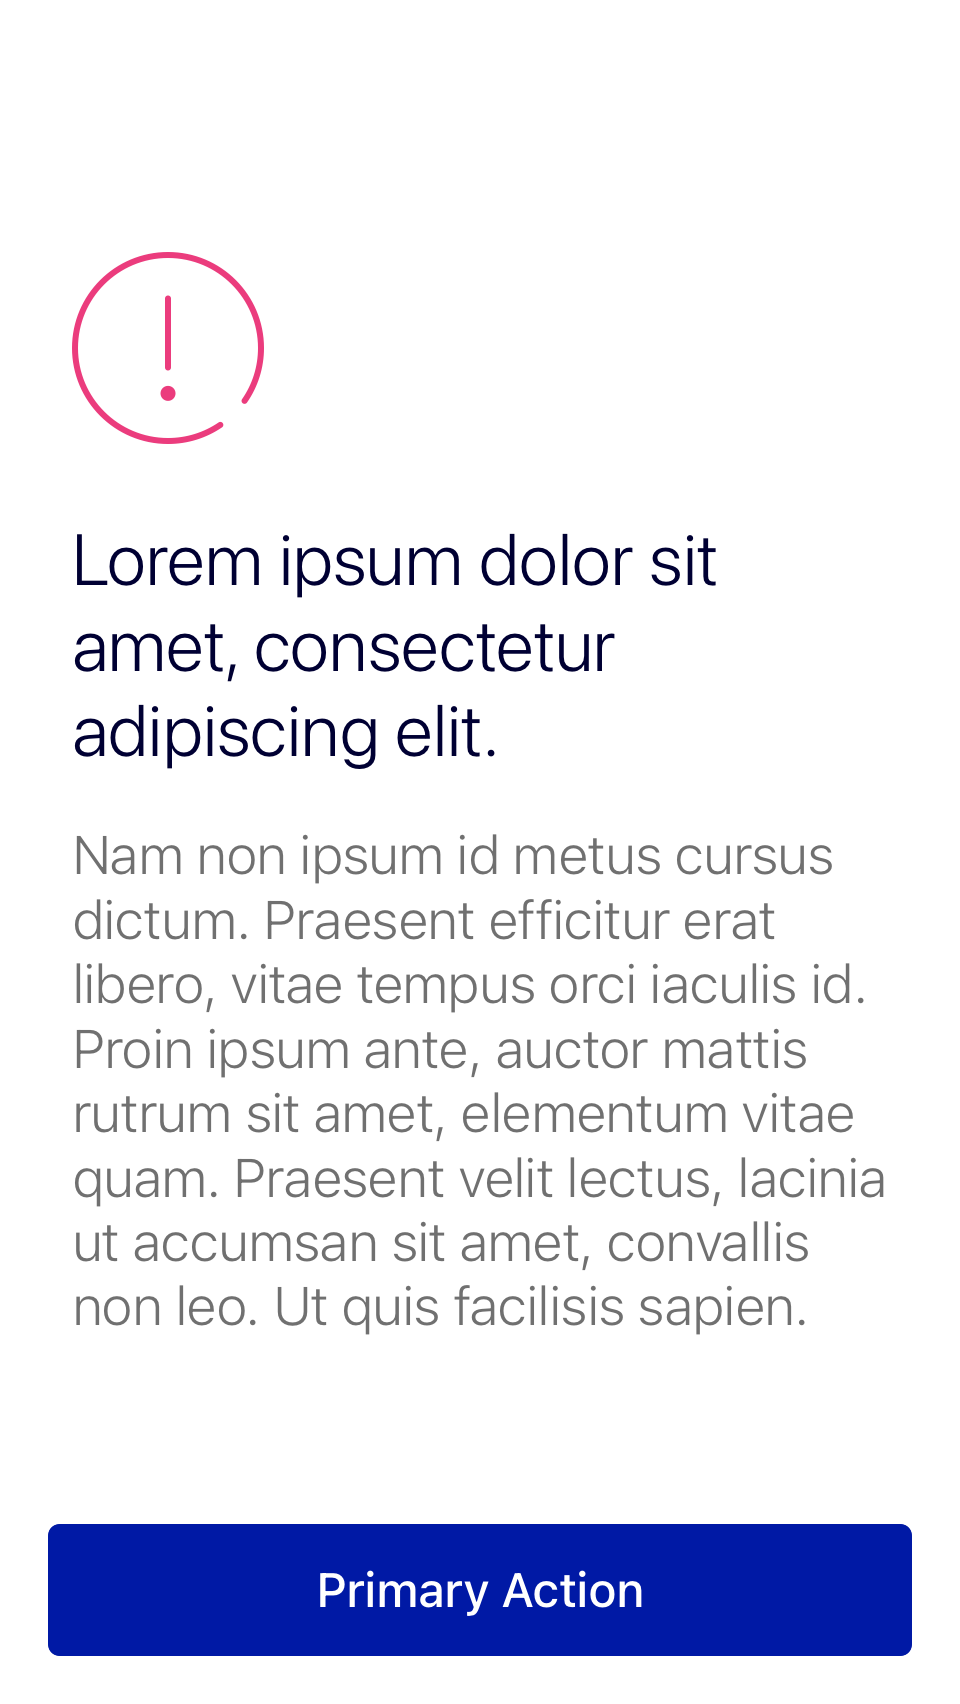 Lorem ipsum dolor sit
amet, consectetur
adipiscing elit.
Nam non ipsum id metus cursus
dictum. Praesent efficitur erat
libero, vitae tempus orci iaculis id.
Proin ipsum ante, auctor mattis
rutrum sit amet, elementum vitae
quam. Praesent velit lectus, lacinia
ut accumsan sit amet, convallis
non leo. Ut quis facilisis sapien.
Primary Action